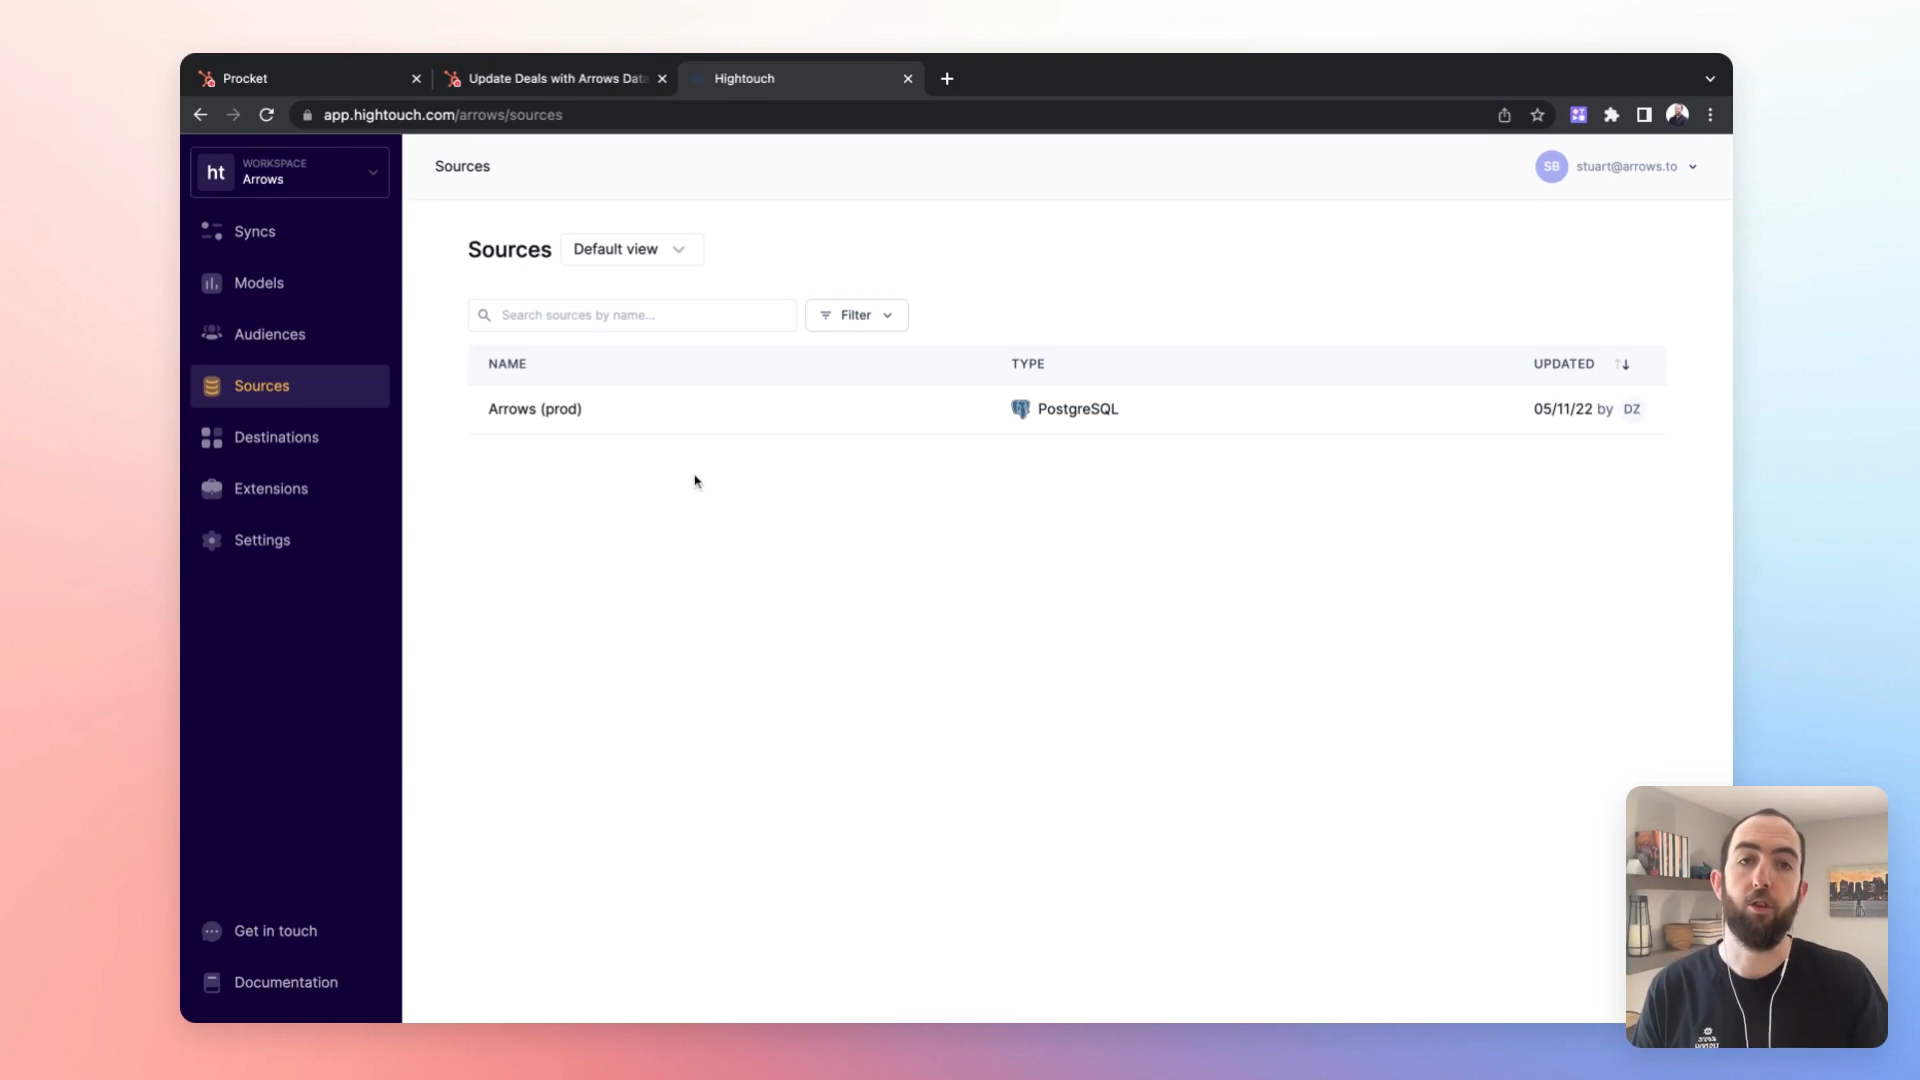 Procket
Update Deals with Arrows Data
Hightouch
app.hightouch.com/arrows/sources
ht
WORKSPACE
Arrows
Sources
SB
stuart@arrows.to
Syncs
Models
Audiences
Sources
Destinations
Extensions
Settings
Get in touch
Documentation
Sources
Default view
Search sources by name...
Filter
NAME
TYPE
UPDATED
Arrows (prod)
PostgreSQL
05/11/22 by DZ